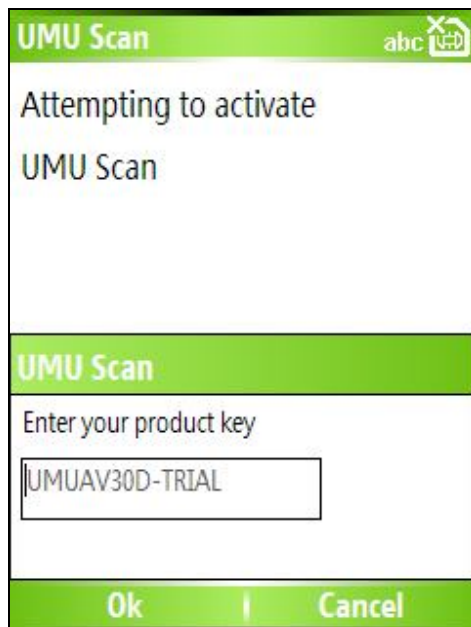 UMU Scan abc
Attempting to activate
UMU Scan
UMU Scan
Enter your product key
UMUAV30D-TRIAL
Ok Cancel